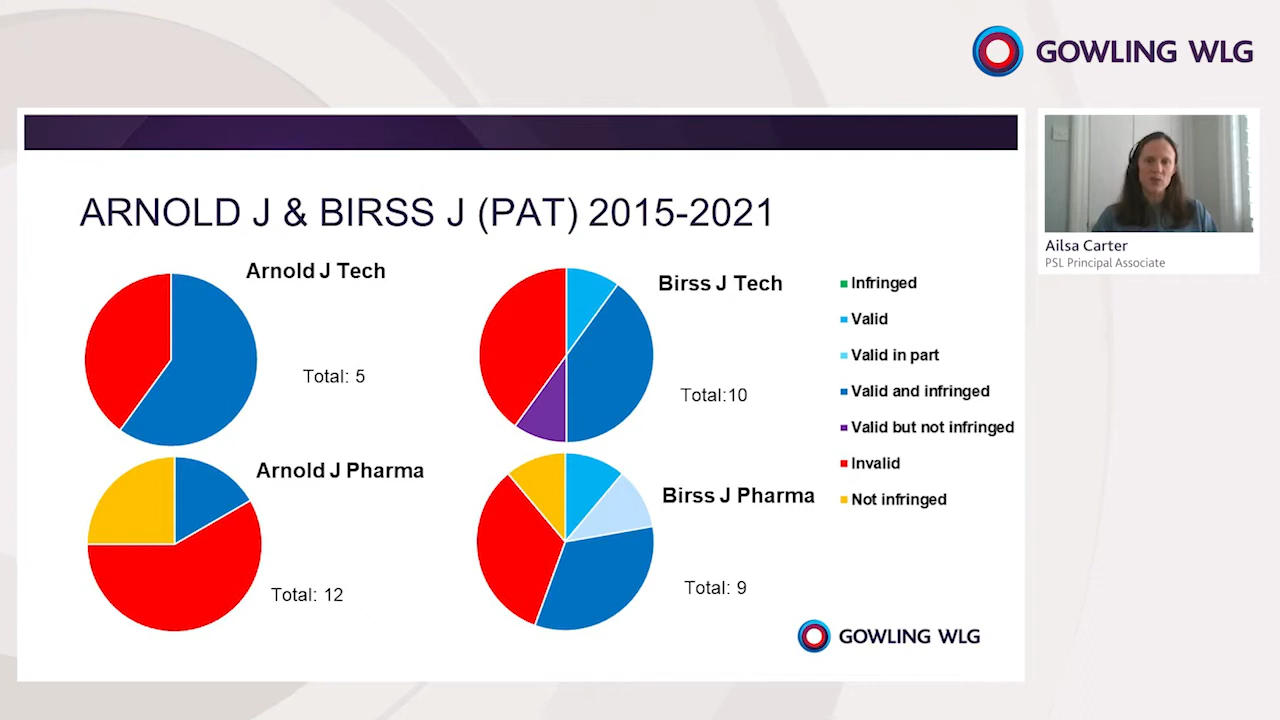 GOWLING WLG
ARNOLD J & BIRSS J (PAT) 2015-2021
Arnold J Tech
Total: 5
Birss J Tech
Total:10
Arnold J Pharma
Total: 12
Birss J Pharma
Total: 9
Infringed
Valid
Valid in part
Valid and infringed
Valid but not infringed
Invalid
Not infringed
GOWLING WLG
Ailsa Carter
PSL Principal Associate